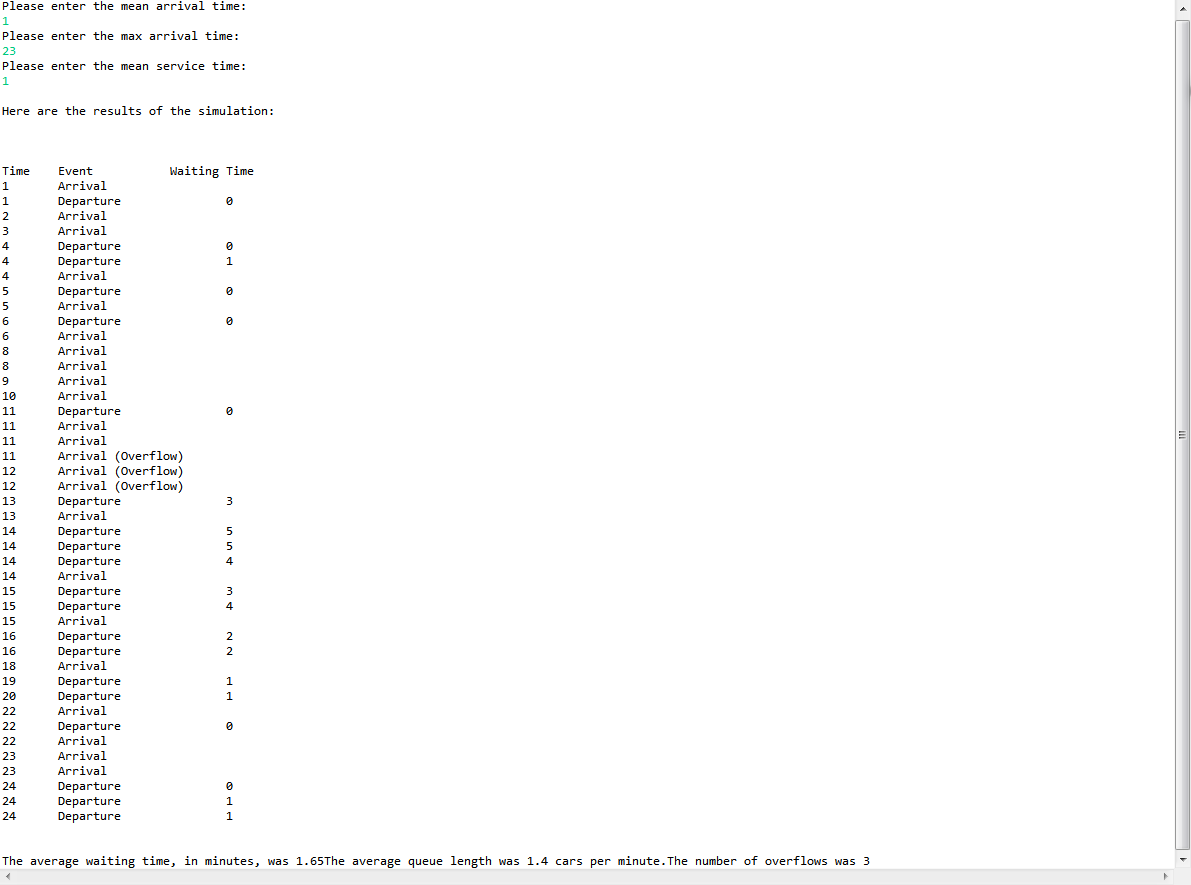 Please enter the mean arrival time:
1
Please enter the max arrival time:
23
Please enter the mean service time:
1
Here are the results of the simulation:
Time Event Waiting Time
1 Arrival
1 Departure 0
2 Arrival
3 Arrival
4 Departure 0
4 Departure 1
4 Arrival
5 Departure 0
5 Arrival
6 Departure 0
6 Arrival
8 Arrival
8 Arrival
9 Arrival
10 Arrival
11 Departure 0
11 Arrival
11 Arrival
11 Arrival (Overflow)
12 Arrival (Overflow)
12 Arrival (Overflow)
13 Departure 3
13 Arrival
14 Departure 5
14 Departure 5
14 Departure 4
14 Arrival
15 Departure 3
15 Departure 4
15 Arrival
16 Departure 2
16 Departure 2
18 Arrival
19 Departure 1
20 Departure 1
22 Arrival
22 Departure 0
22 Arrival
23 Arrival
23 Arrival
24 Departure 0
24 Departure 1
24 Departure 1
The average waiting time, in minutes, was 1.65The average queue length was 1.4 cars per minute.The number of overflows was 3